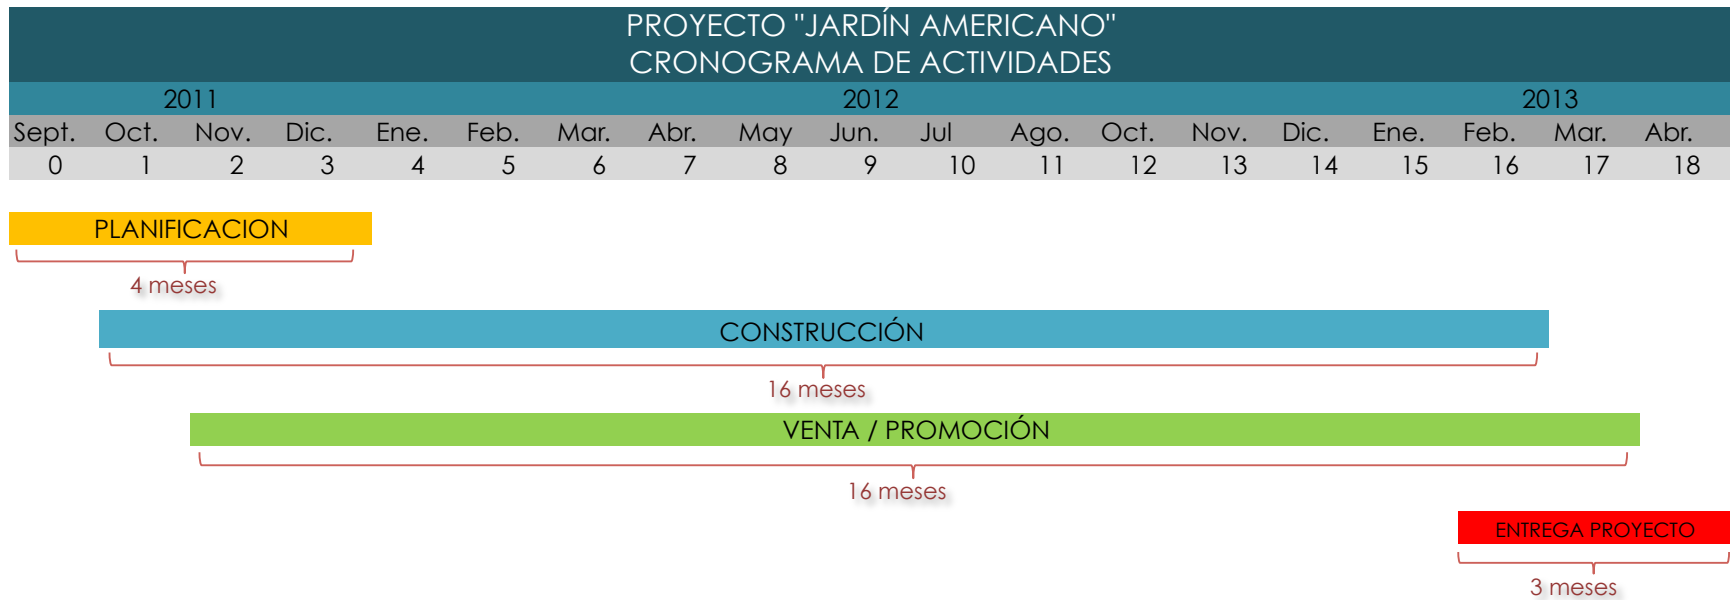 PROYECTO "JARDÍN AMERICANO"
CRONOGRAMA DE ACTIVIDADES
2011 2012 2013
Sept. Oct. Nov. Dic. Ene. Feb. Mar. Abr. May Jun. Jul Ago. Oct. Nov. Dic. Ene. Feb. Mar. Abr.
0 1 2 3 4 5 6 7 8 9 10 11 12 13 14 15 16 17 18
PLANIFICACION
4 meses
CONSTRUCCIÓN
16 meses
VENTA / PROMOCIÓN
16 meses
ENTREGA PROYECTO
3 meses